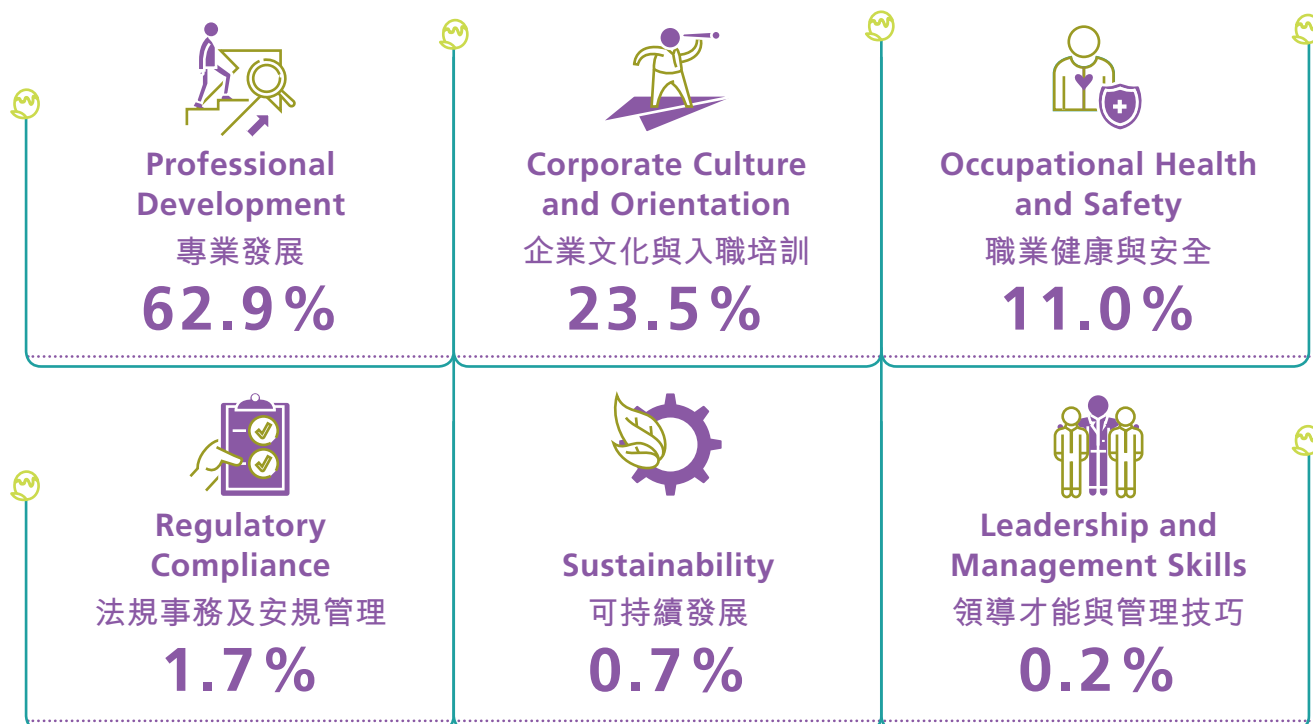 Professional
Development
專業發展
62.9%
Corporate Culture
and Orientation
企業文化與入職培訓
23.5%
Occupational Health
and Safety
職業健康與安全
11.0%
Regulatory
Compliance
法規事務及安規管理
1.7%
Sustainability
可持續發展
0.7%
Leadership and
Management Skills
領導才能與管理技巧
0.2%